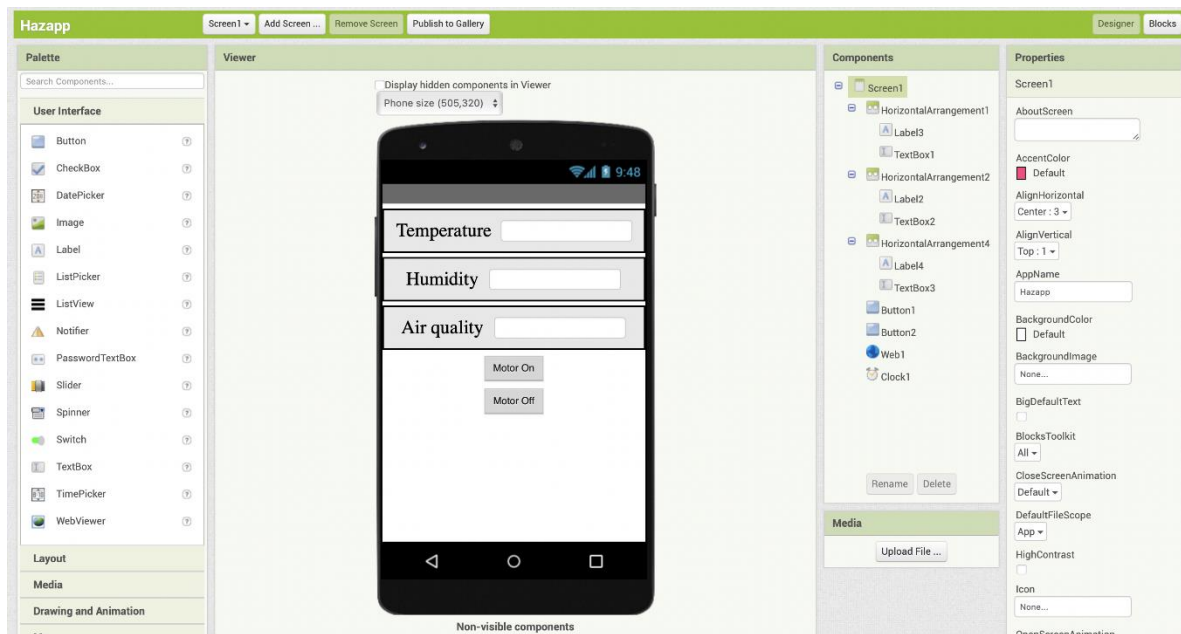 Hazapp
Screen1
Add Screen ...
Remove Screen
Publish to Gallery
Designer
Blocks
Palette
Search Components...
User Interface
Button
CheckBox
DatePicker
Image
Label
ListPicker
ListView
Notifier
PasswordTextBox
Slider
Spinner
Switch
TextBox
TimePicker
WebViewer
Layout
Media
Drawing and Animation
Viewer
Display hidden components in Viewer
Phone size (505,320)
9:48
Temperature
Humidity
Air quality
Motor On
Motor Off
Non-visible components
Components
Screen1
HorizontalArrangement1
Label3
TextBox1
HorizontalArrangement2
Label2
TextBox2
HorizontalArrangement4
Label4
TextBox3
Button1
Button2
Web1
Clock1
Rename
Delete
Media
Upload File ...
Properties
Screen1
AboutScreen
AccentColor
Default
AlignHorizontal
Center : 3
AlignVertical
Top : 1
AppName
Hazapp
BackgroundColor
Default
BackgroundImage
None...
BigDefaultText
BlocksToolkit
All
CloseScreenAnimation
Default
DefaultFileScope
App
HighContrast
Icon
None...
OpenScreenAnimation